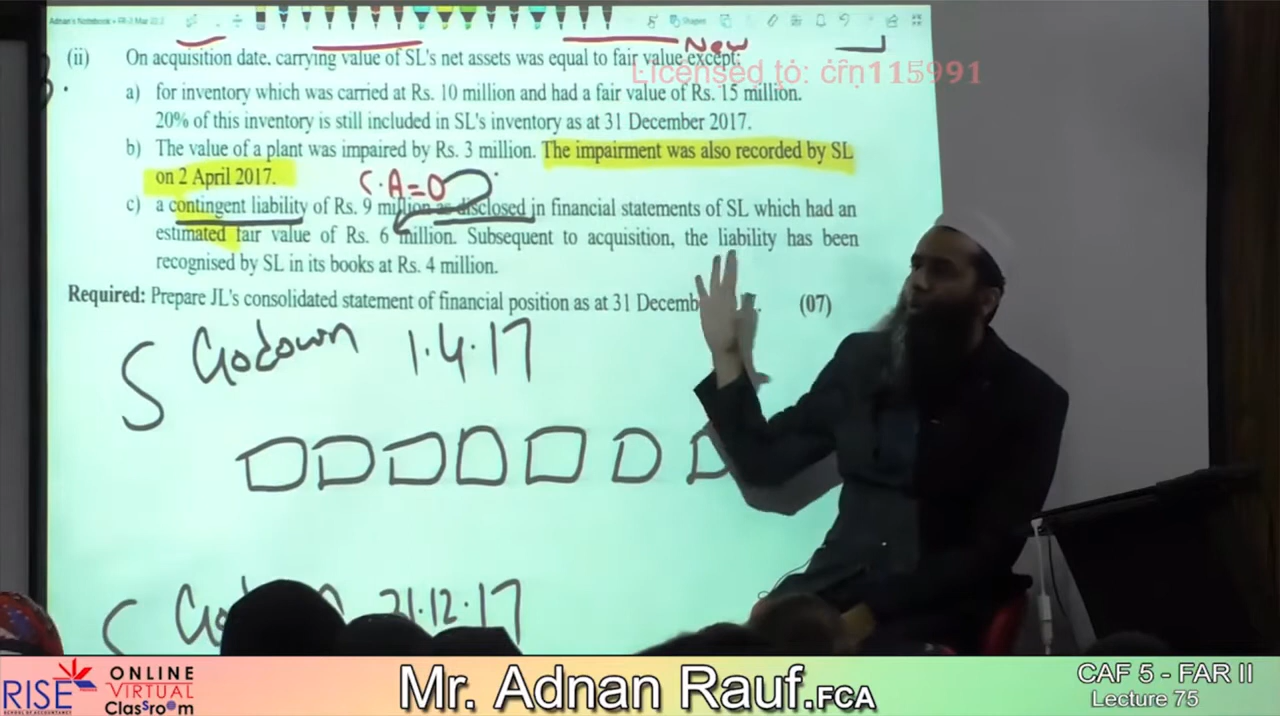 Adnan's Notebook
Shapes
New
(ii) On acquisition date, carrying value of SL's net assets was equal to fair value except:
Licensed to: crn115991
a) for inventory which was carried at Rs. 10 million and had a fair value of Rs. 15 million.
20% of this inventory is still included in SL's inventory as at 31 December 2017.
b) The value of a plant was impaired by Rs. 3 million. The impairment was also recorded by SL
on 2 April 2017.
C.A=0
c) a contingent liability of Rs. 9 million as disclosed in financial statements of SL which had an
estimated fair value of Rs. 6 million. Subsequent to acquisition, the liability has been
recognised by SL in its books at Rs. 4 million.
Required: Prepare JL's consolidated statement of financial position as at 31 (07)
S Godown 1.4.17
S 31.12.17
RISE
SCHOOL OF ACCOUNTANCY
ONLINE
VIRTUAL
ClassroOm
Mr. Adnan Rauf.FCA
CAF 5 - FAR II
Lecture 75